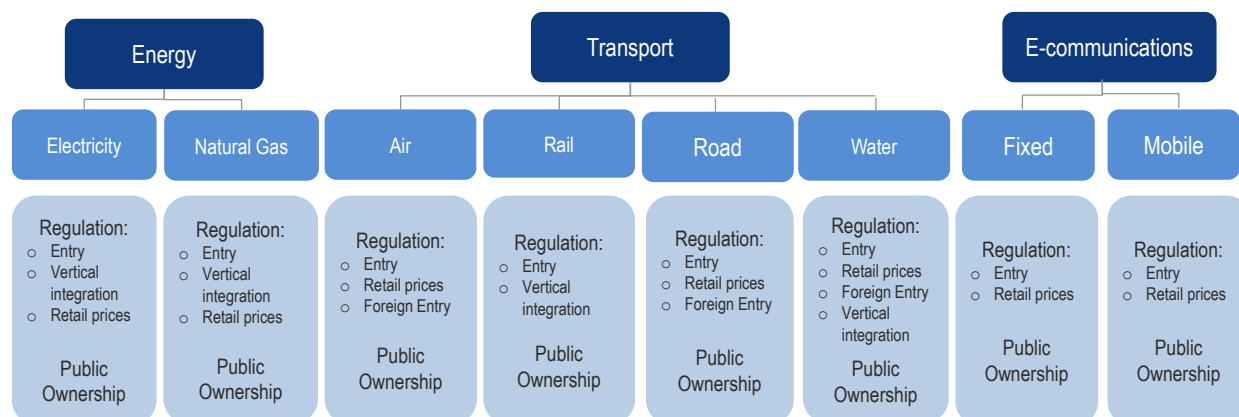 Energy
Transport
E-communications
Electricity
Natural Gas
Air
Rail
Road
Water
Fixed
Mobile
Regulation:
o Entry
o Vertical
integration
o Retail prices
Public
Ownership
Regulation:
o Entry
o Vertical
integration
o Retail prices
Public
Ownership
Regulation:
o Entry
o Retail prices
o Foreign Entry
Public
Ownership
Regulation:
o Entry
o Vertical
integration
Public
Ownership
Regulation:
o Entry
o Retail prices
o Foreign Entry
Public
Ownership
Regulation:
o Entry
o Retail prices
o Foreign Entry
o Vertical
integration
Public
Ownership
Regulation:
o Entry
o Retail prices
Public
Ownership
Regulation:
o Entry
o Retail prices
Public
Ownership